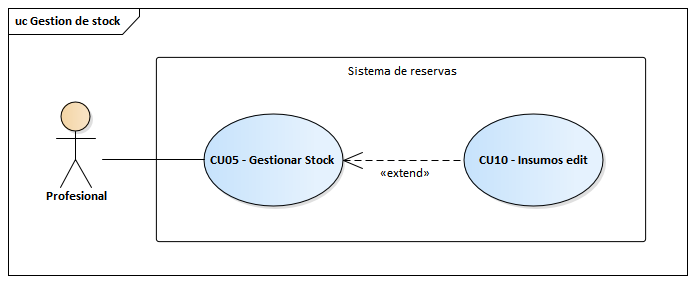 uc Gestion de stock
Sistema de reservas
CU05 - Gestionar Stock
CU10 - Insumos edit
«extend»
Profesional